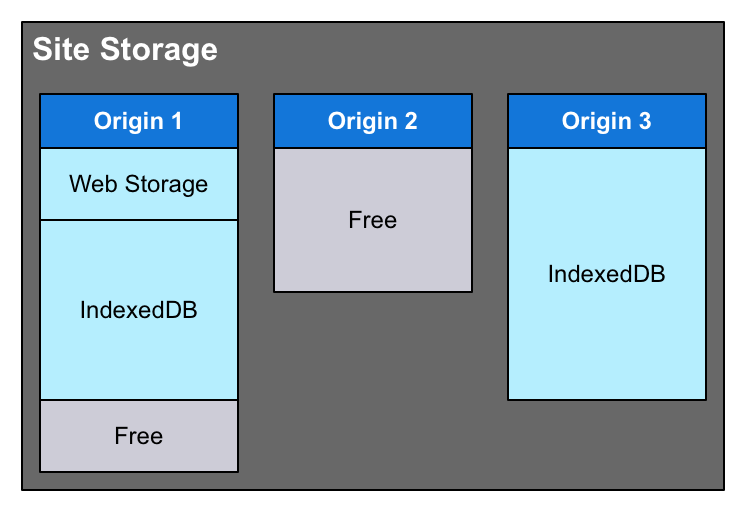 Site Storage
Origin 1
Web Storage
IndexedDB
Free
Origin 2
Free
Origin 3
IndexedDB